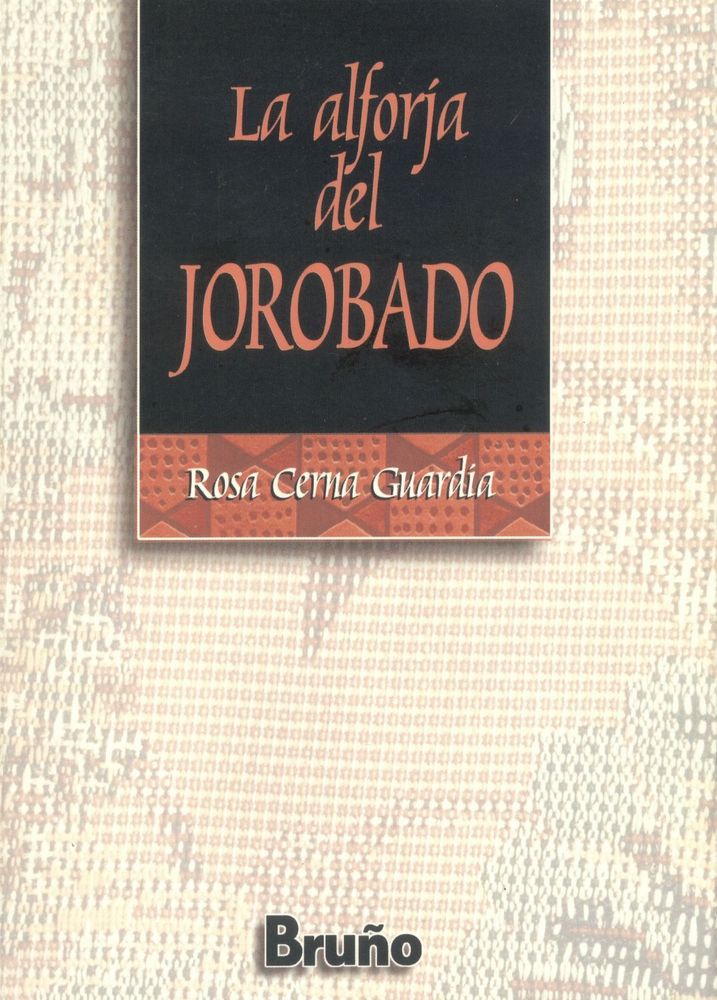 La alforja
del
JOROBADO
Rosa Cerna Guardia
Bruño